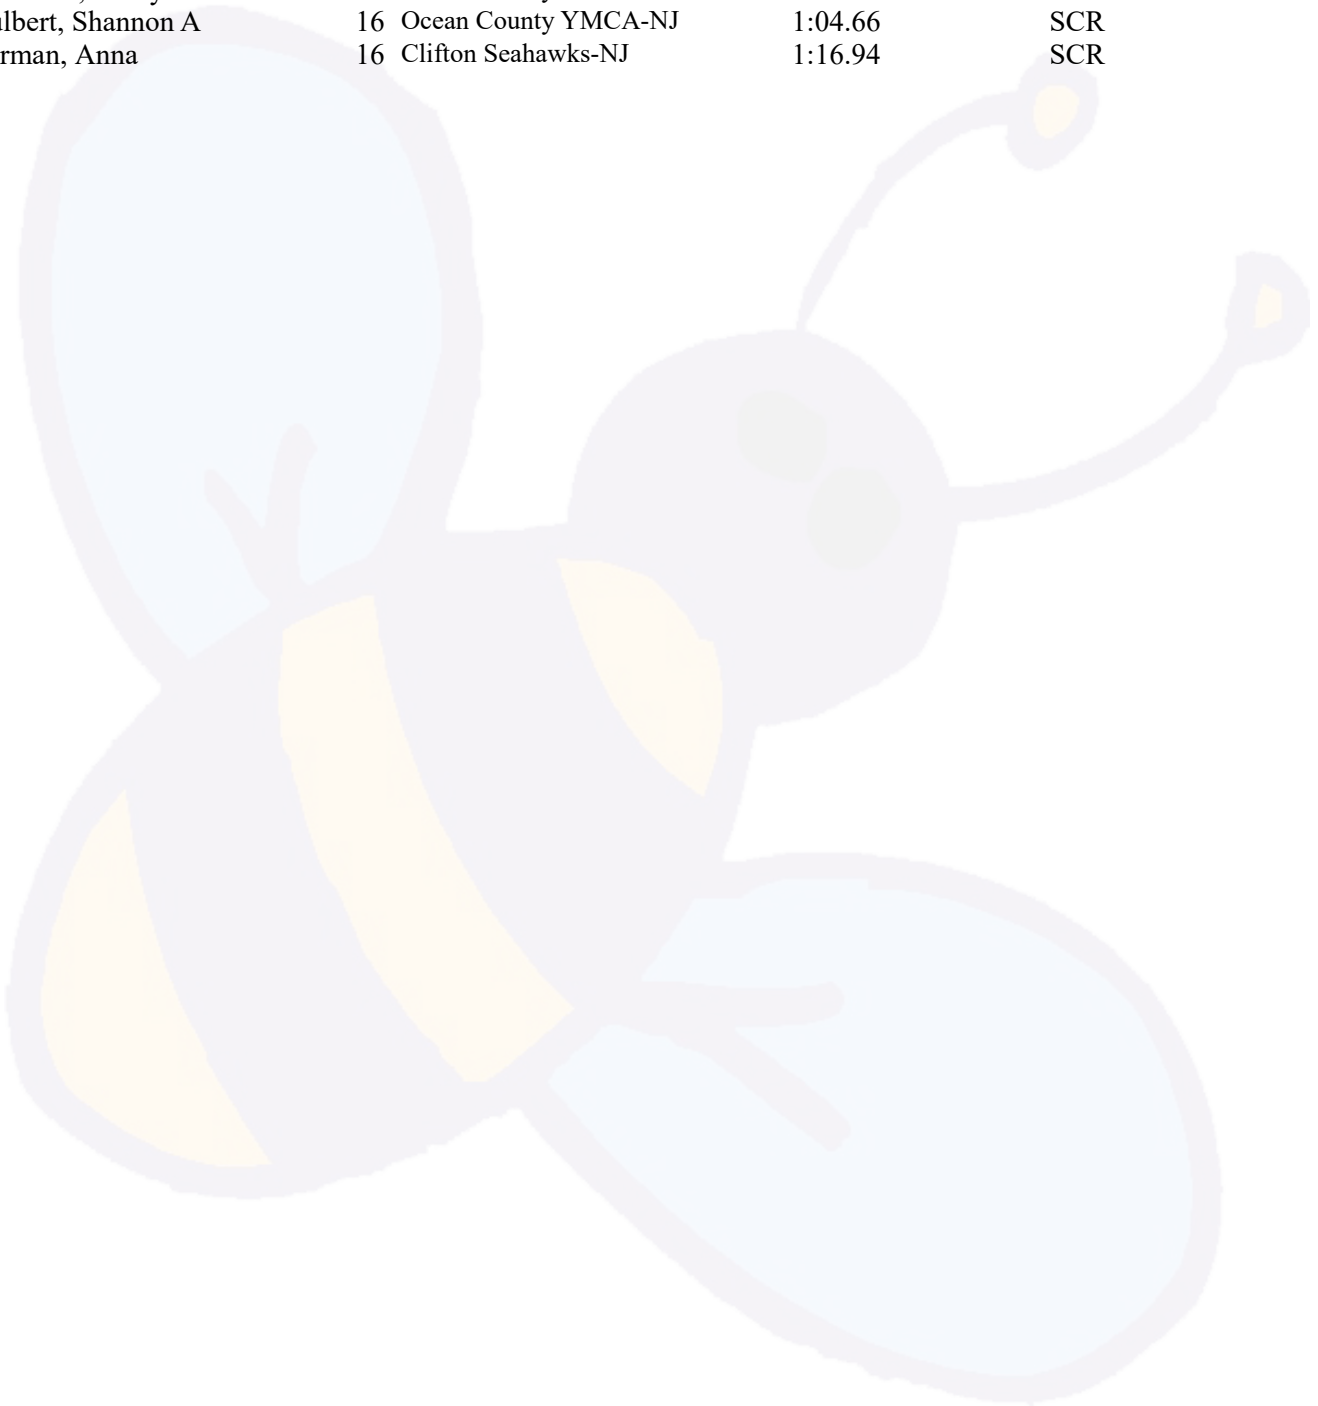 ulbert, Shannon A 16 Ocean County YMCA-NJ 1:04.66 SCR
rman, Anna 16 Clifton Seahawks-NJ 1:16.94 SCR